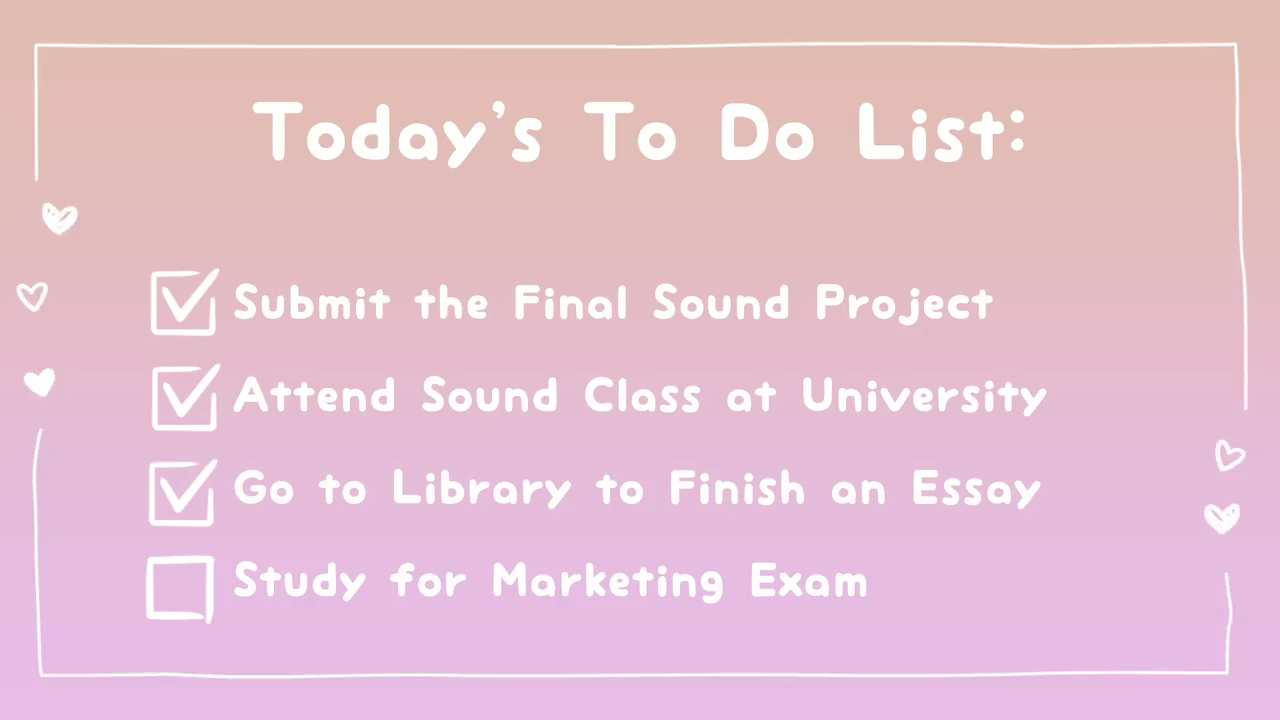 Today's To Do List:
Submit the Final Sound Project
Attend Sound Class at University
Go to Library to Finish an Essay
Study for Marketing Exam